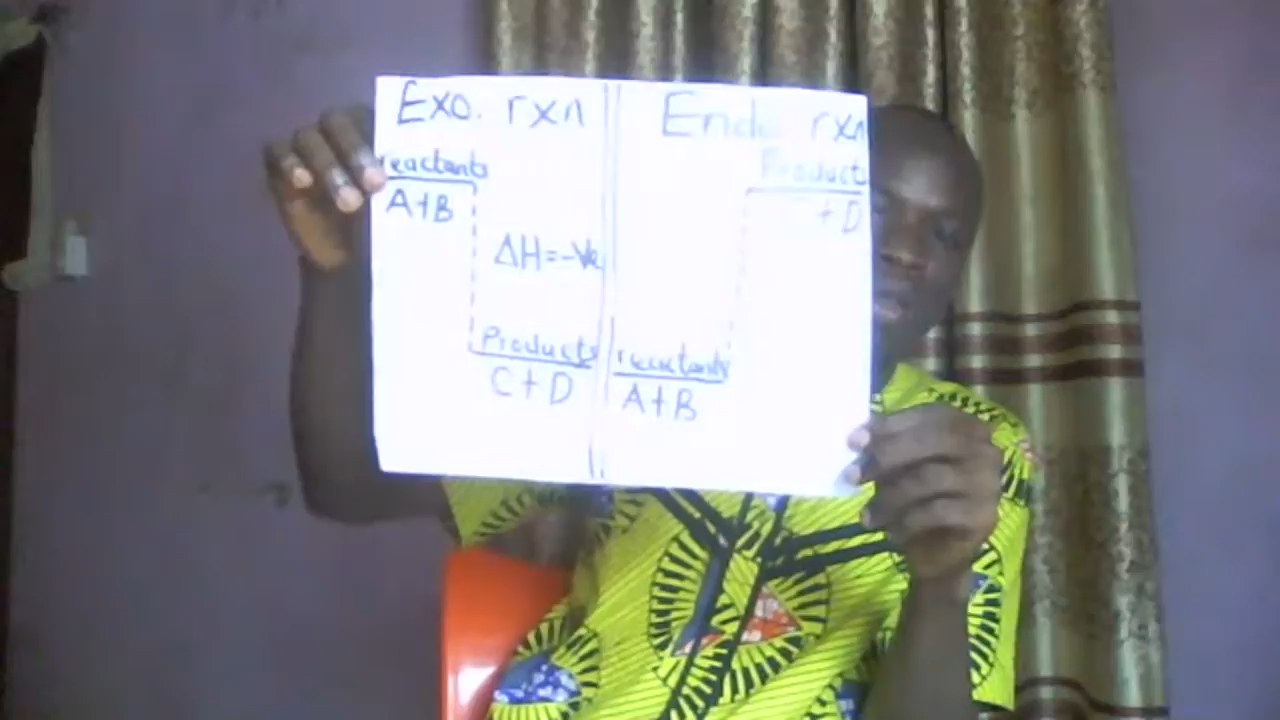 Exo. rxn
reactants
A+B
ΔH=-Ve
Products
C+D
Endo rxn
Products
+ D
reactants
A+B